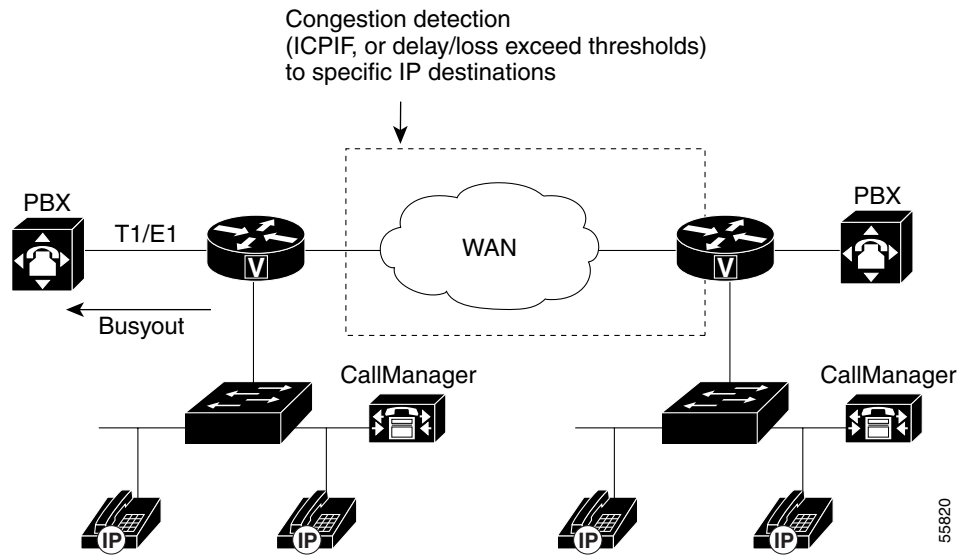 Congestion detection
(ICPIF, or delay/loss exceed thresholds)
to specific IP destinations
PBX
T1/E1
V
WAN
V
PBX
Busyout
CallManager
CallManager
IP
IP
IP
IP
55820